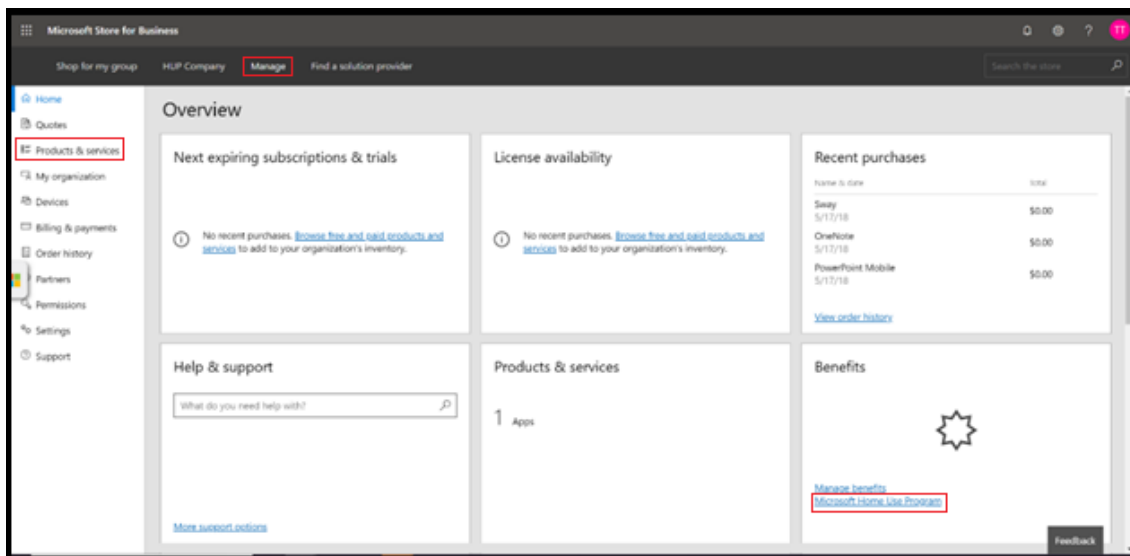 Microsoft Store for Business
?
TT
Shop for my group
HUP Company
Manage
Find a solution provider
Search the store
Home
Quotes
Products & services
My organization
Devices
Billing & payments
Order history
Partners
Permissions
Settings
Support
Overview
Next expiring subscriptions & trials
No recent purchases. Browse free and paid products and
services to add to your organization's inventory.
License availability
No recent purchases. Browse free and paid products and
services to add to your organization's inventory.
Recent purchases
Name & date
Total
Sway
$0.00
5/17/18
OneNote
$0.00
5/17/18
PowerPoint Mobile
$0.00
5/17/18
View order history
Help & support
What do you need help with?
More support options
Products & services
1 Apps
Benefits
Manage benefits
Microsoft Home Use Program
Feedback